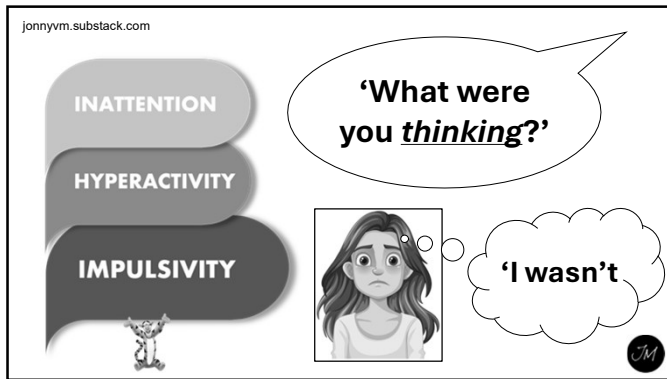 jonnyvm.substack.com
INATTENTION
HYPERACTIVITY
IMPULSIVITY
‘What were
you thinking?’
‘I wasn’t
JM